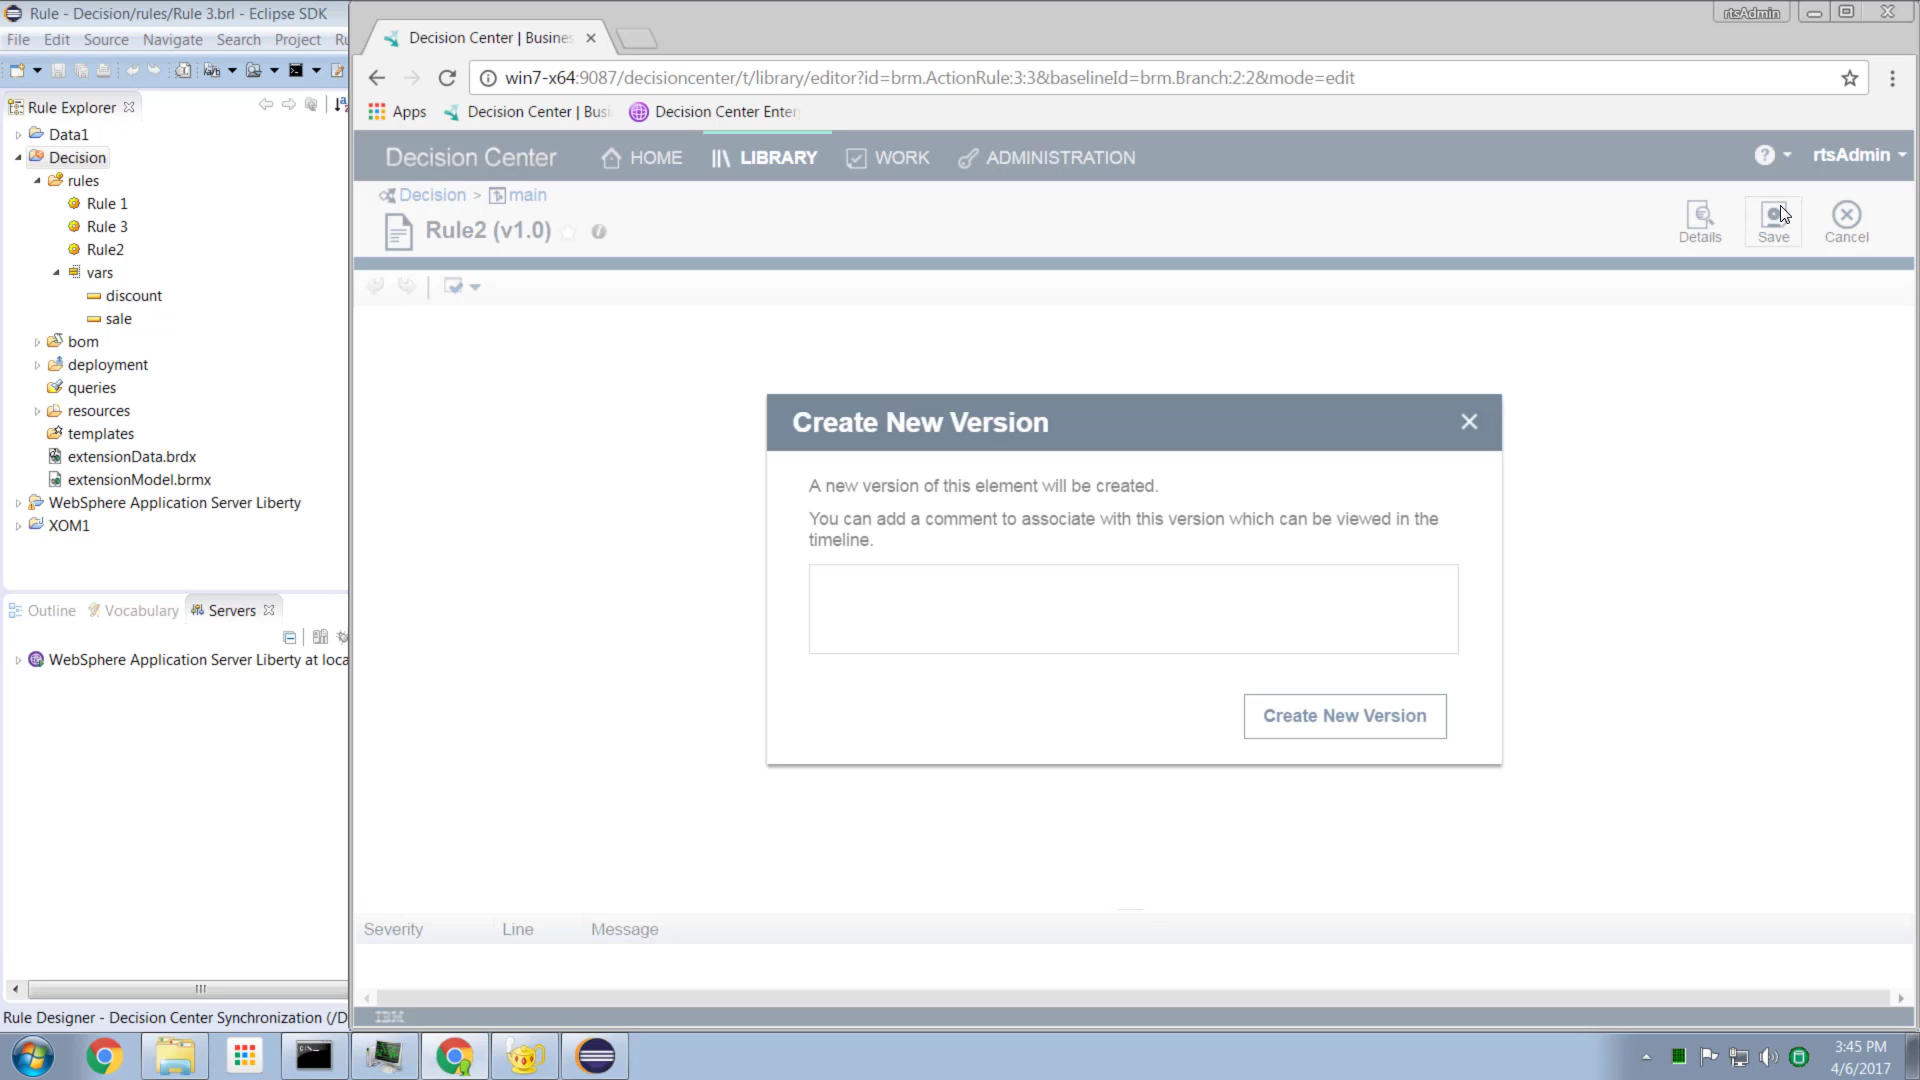 Rule - Decision/rules/Rule 3.brl - Eclipse SDK
File Edit Source Navigate Search Project Ru
Rule Explorer
Data1
Decision
rules
Rule 1
Rule 3
Rule2
vars
discount
sale
bom
deployment
queries
resources
templates
extensionData.brdx
extensionModel.brmx
WebSphere Application Server Liberty
XOM1
Outline Vocabulary Servers
WebSphere Application Server Liberty at loca
Rule Designer - Decision Center Synchronization (/D
rtsAdmin
Decision Center | Busines
win7-x64:9087/decisioncenter/t/library/editor?id=brm.ActionRule:3:3&baselineId=brm.Branch:2:2&mode=edit
Apps Decision Center | Busi Decision Center Enter
Decision Center HOME LIBRARY WORK ADMINISTRATION rtsAdmin
Decision > main
Rule2 (v1.0)
Details Save Cancel
Create New Version
A new version of this element will be created.
You can add a comment to associate with this version which can be viewed in the
timeline.
Create New Version
Severity Line Message
IBM
3:45 PM
4/6/2017